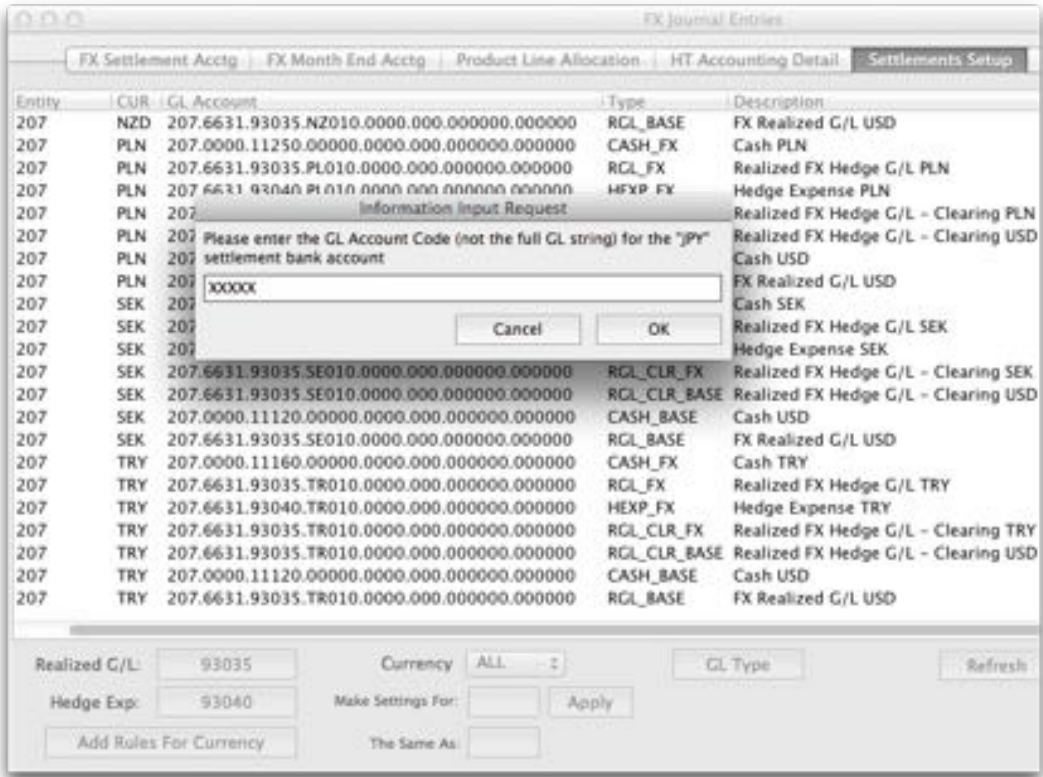 FX Journal Entries
FX Settlement Acctg FX Month End Acctg Product Line Allocation HT Accounting Detail Settlements Setup
Entity CUR GL Account Type Description
207 NZD 207.6631.93035.NZ010.0000.000.000000.000000 RGL_BASE FX Realized G/L USD
207 PLN 207.0000.11250.00000.0000.000.000000.000000 CASH_FX Cash PLN
207 PLN 207.6631.93035.PL010.0000.000.000000.000000 RGL_FX Realized FX Hedge G/L PLN
207 PLN 207.6631.93040.PL010.0000.000.000000.000000 HEXP_FX Hedge Expense PLN
207 PLN 207 Realized FX Hedge G/L - Clearing PLN
207 PLN 207 Realized FX Hedge G/L - Clearing USD
207 PLN 207 Cash USD
207 PLN 207 FX Realized G/L USD
207 SEK 207 Cash SEK
207 SEK 207 Realized FX Hedge G/L SEK
207 SEK 207 Hedge Expense SEK
207 SEK 207.6631.93035.SE010.0000.000.000000.000000 RGL_CLR_FX Realized FX Hedge G/L - Clearing SEK
207 SEK 207.6631.93035.SE010.0000.000.000000.000000 RGL_CLR_BASE Realized FX Hedge G/L - Clearing USD
207 SEK 207.0000.11120.00000.0000.000.000000.000000 CASH_BASE Cash USD
207 SEK 207.6631.93035.SE010.0000.000.000000.000000 RGL_BASE FX Realized G/L USD
207 TRY 207.0000.11160.00000.0000.000.000000.000000 CASH_FX Cash TRY
207 TRY 207.6631.93035.TR010.0000.000.000000.000000 RGL_FX Realized FX Hedge G/L TRY
207 TRY 207.6631.93040.TR010.0000.000.000000.000000 HEXP_FX Hedge Expense TRY
207 TRY 207.6631.93035.TR010.0000.000.000000.000000 RGL_CLR_FX Realized FX Hedge G/L - Clearing TRY
207 TRY 207.6631.93035.TR010.0000.000.000000.000000 RGL_CLR_BASE Realized FX Hedge G/L - Clearing USD
207 TRY 207.0000.11120.00000.0000.000.000000.000000 CASH_BASE Cash USD
207 TRY 207.6631.93035.TR010.0000.000.000000.000000 RGL_BASE FX Realized G/L USD
Information Input Request
Please enter the GL Account Code (not the full GL string) for the "JPY"
settlement bank account
XXXXX
Cancel OK
Realized G/L: 93035 Currency ALL GL Type Refresh
Hedge Exp: 93040 Make Settings For: Apply
Add Rules For Currency The Same As: